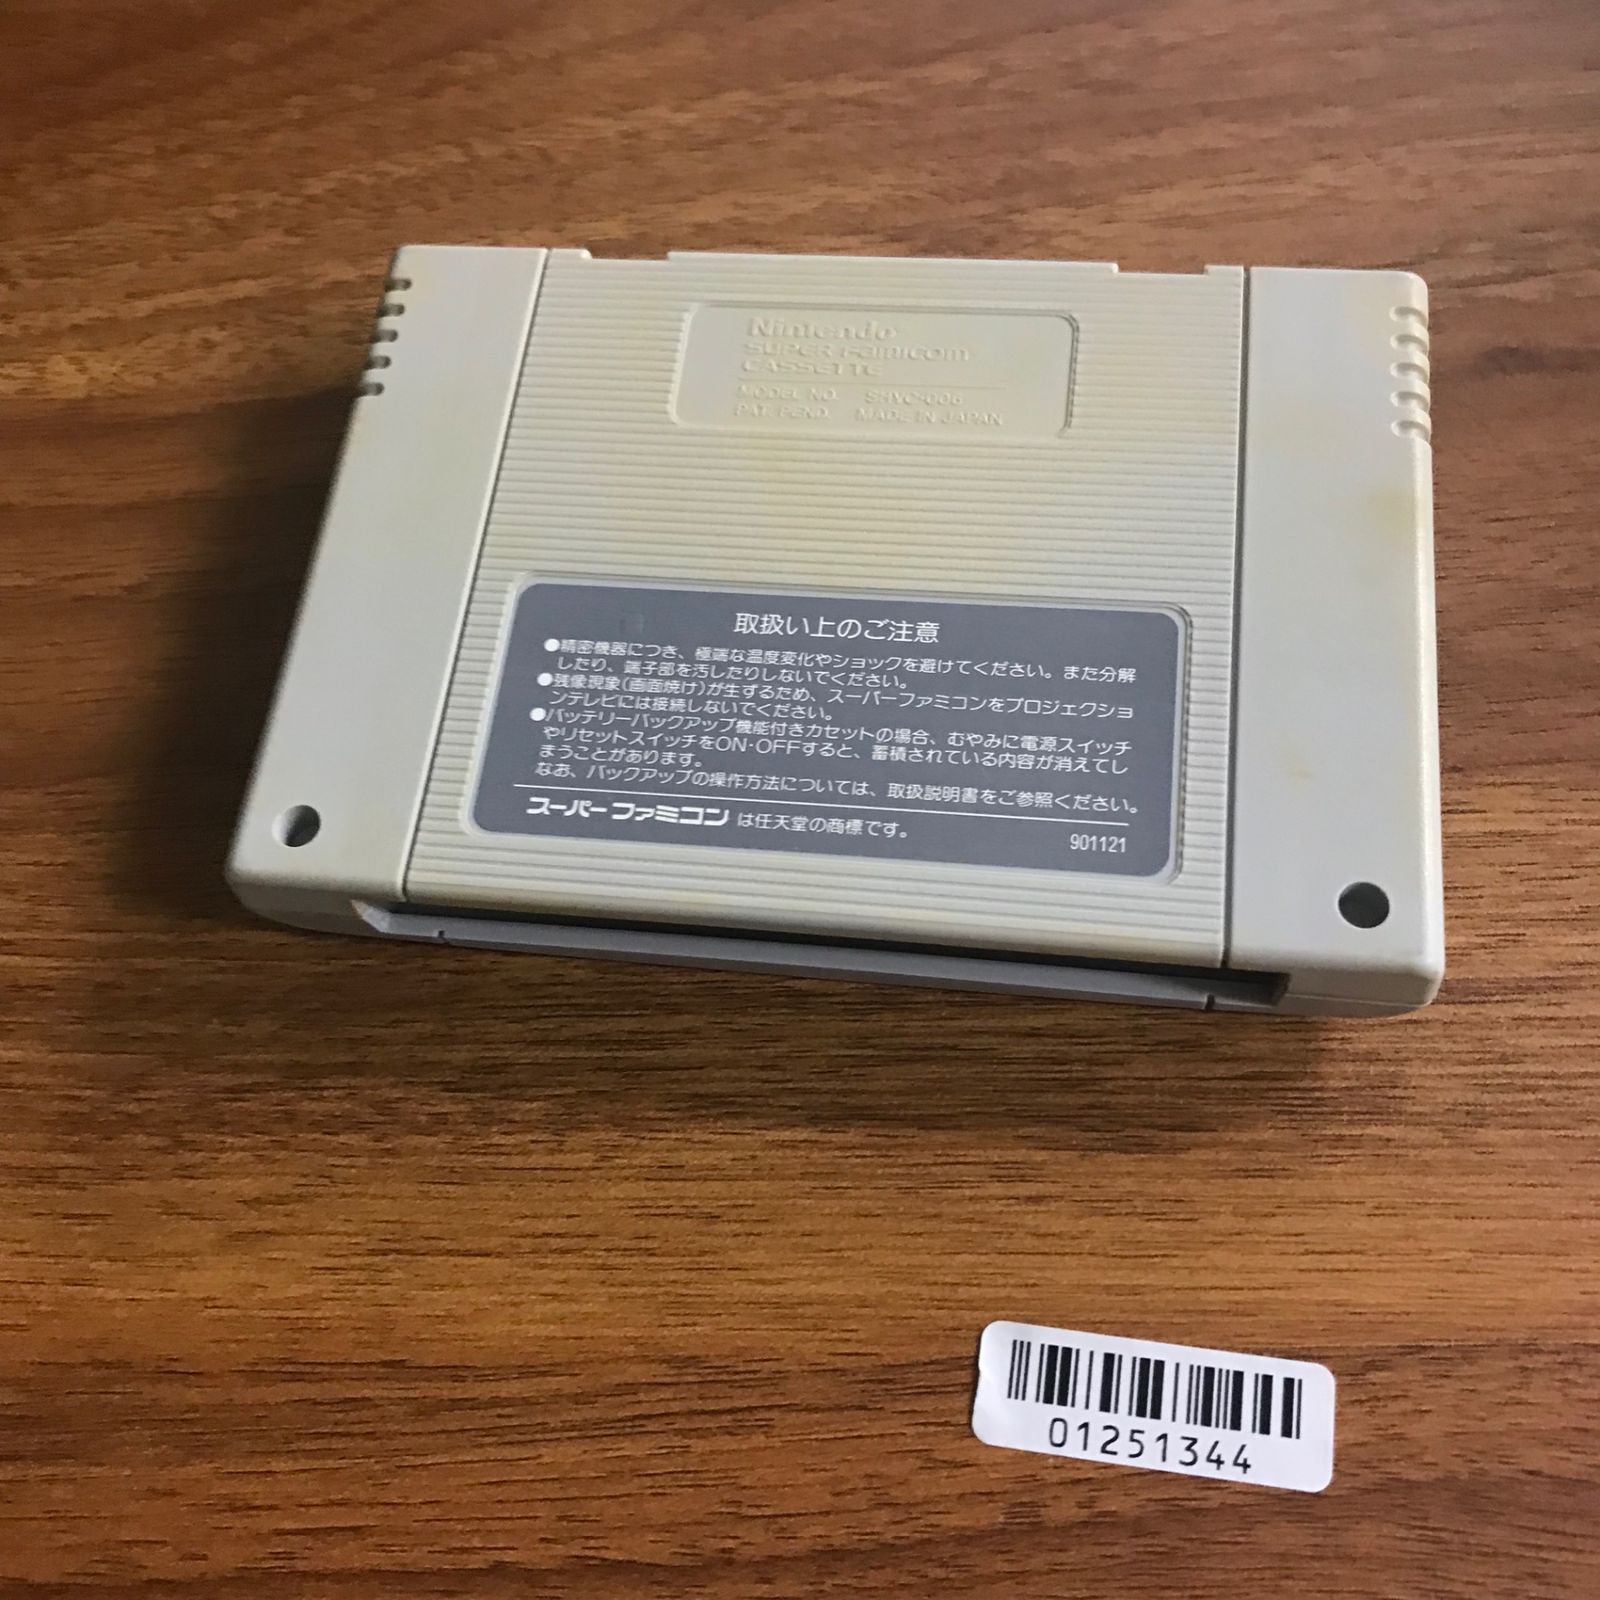 Nintendo
SUPER Famicom
CASSETTE
MODEL NO. SHVC-006
PAT. PEND. MADE IN JAPAN
取扱い上のご注意
●精密機器につき、極端な温度変化やショックを避けてください。また分解
したり、端子部を汚したりしないでください。
●残像現象(画面焼け)が生ずるため、スーパーファミコンをプロジェクショ
ンテレビには接続しないでください。
●バッテリーバックアップ機能付きカセットの場合、むやみに電源スイッチ
やリセットスイッチをON・OFFすると、蓄積されている内容が消えてし
まうことがあります。
なお、バックアップの操作方法については、取扱説明書をご参照ください。
スーパーファミコンは任天堂の商標です。
901121
01251344